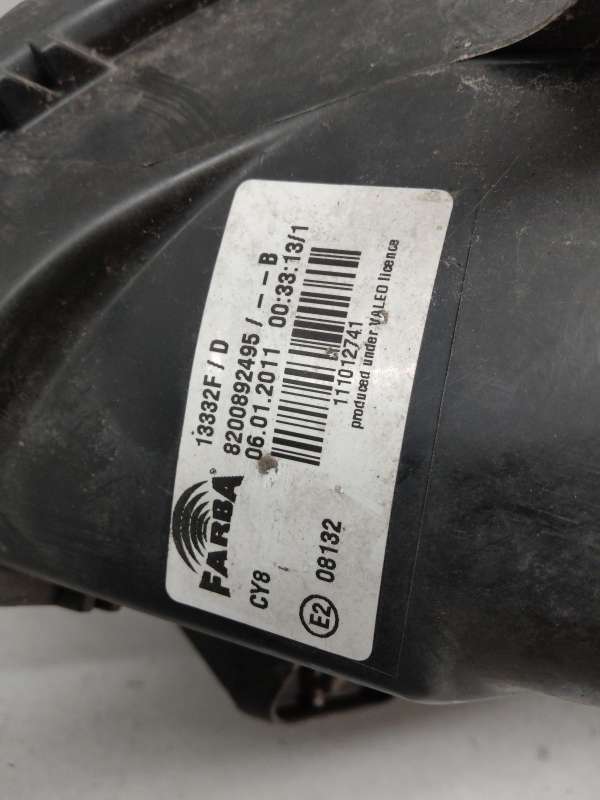 13332F / D
8200892495 / - - B
06.01.2011 00:33:13/1
111012741
produced under VALEO licence
FARBA®
CY8
E2 08132